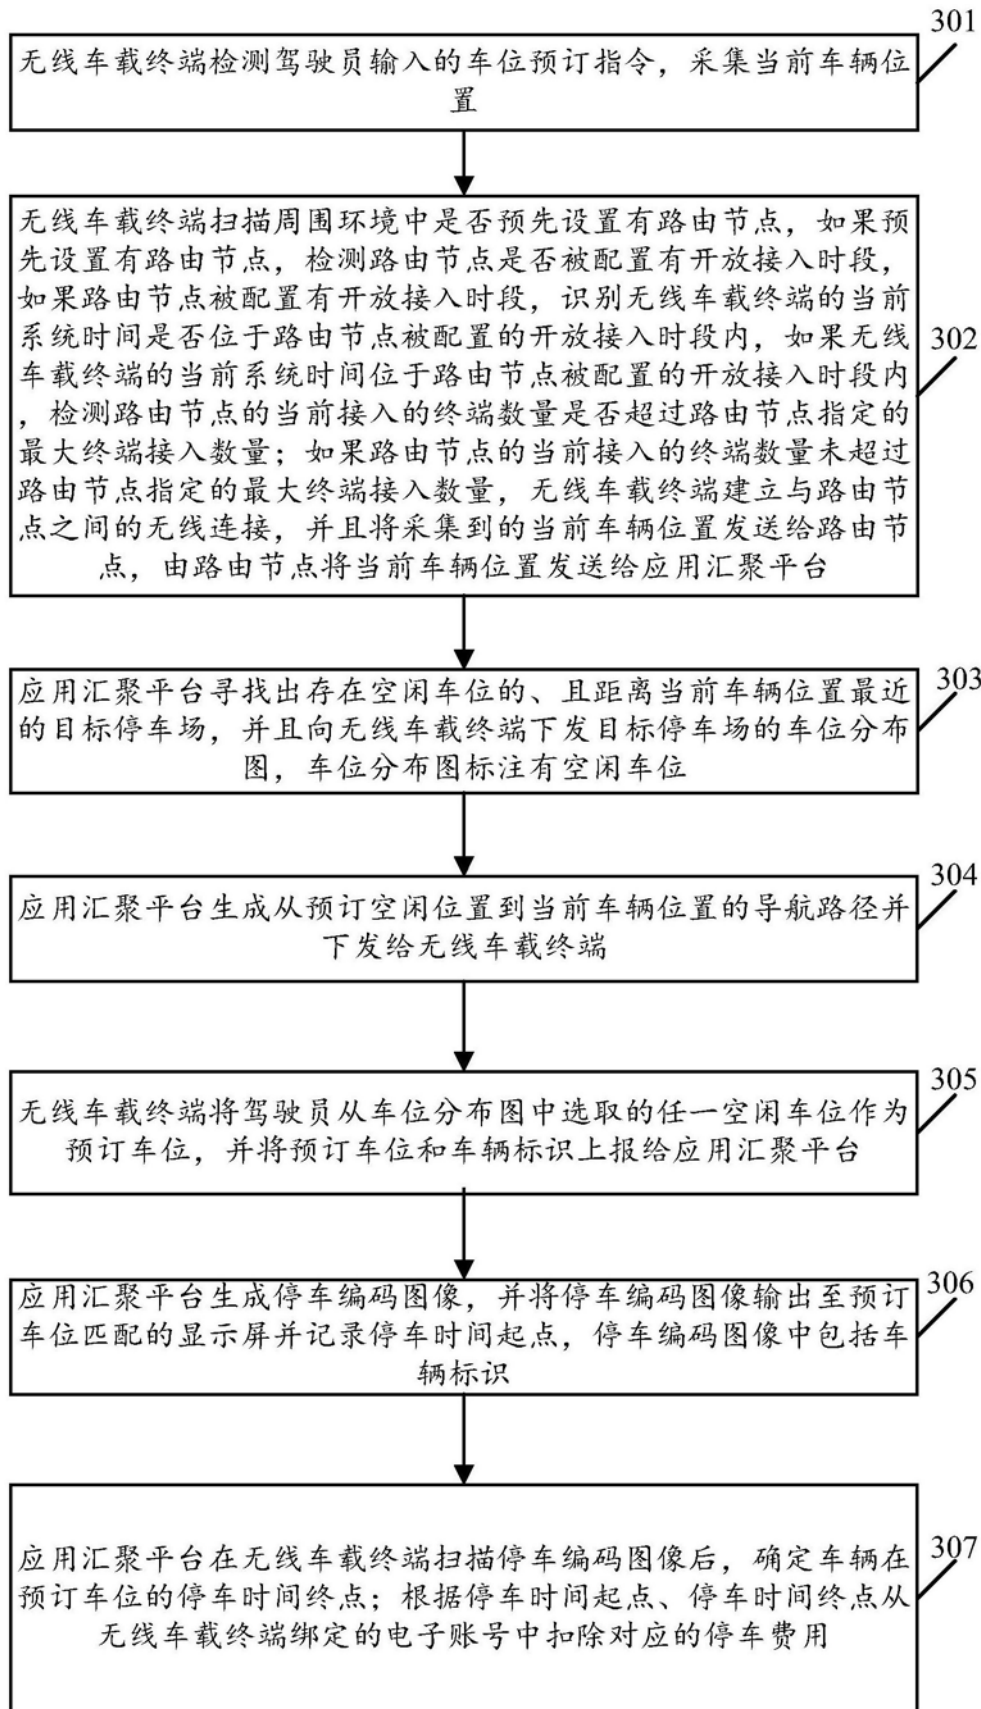 301
无线车载终端检测驾驶员输入的车位预订指令，采集当前车辆位
置
无线车载终端扫描周围环境中是否预先设置有路由节点，如果预
先设置有路由节点，检测路由节点是否被配置有开放接入时段，
如果路由节点被配置有开放接入时段，识别无线车载终端的当前
系统时间是否位于路由节点被配置的开放接入时段内，如果无线
车载终端的当前系统时间位于路由节点被配置的开放接入时段内
，检测路由节点的当前接入的终端数量是否超过路由节点指定的
最大终端接入数量；如果路由节点的当前接入的终端数量未超过
路由节点指定的最大终端接入数量，无线车载终端建立与路由节
点之间的无线连接，并且将采集到的当前车辆位置发送给路由节
点，由路由节点将当前车辆位置发送给应用汇聚平台
302
应用汇聚平台寻找出存在空闲车位的、且距离当前车辆位置最近
的目标停车场，并且向无线车载终端下发目标停车场的车位分布
图，车位分布图标注有空闲车位
303
应用汇聚平台生成从预订空闲位置到当前车辆位置的导航路径并
下发给无线车载终端
304
无线车载终端将驾驶员从车位分布图中选取的任一空闲车位作为
预订车位，并将预订车位和车辆标识上报给应用汇聚平台
305
应用汇聚平台生成停车编码图像，并将停车编码图像输出至预订
车位匹配的显示屏并记录停车时间起点，停车编码图像中包括车
辆标识
306
应用汇聚平台在无线车载终端扫描停车编码图像后，确定车辆在
预订车位的停车时间终点；根据停车时间起点、停车时间终点从
无线车载终端绑定的电子账号中扣除对应的停车费用
307